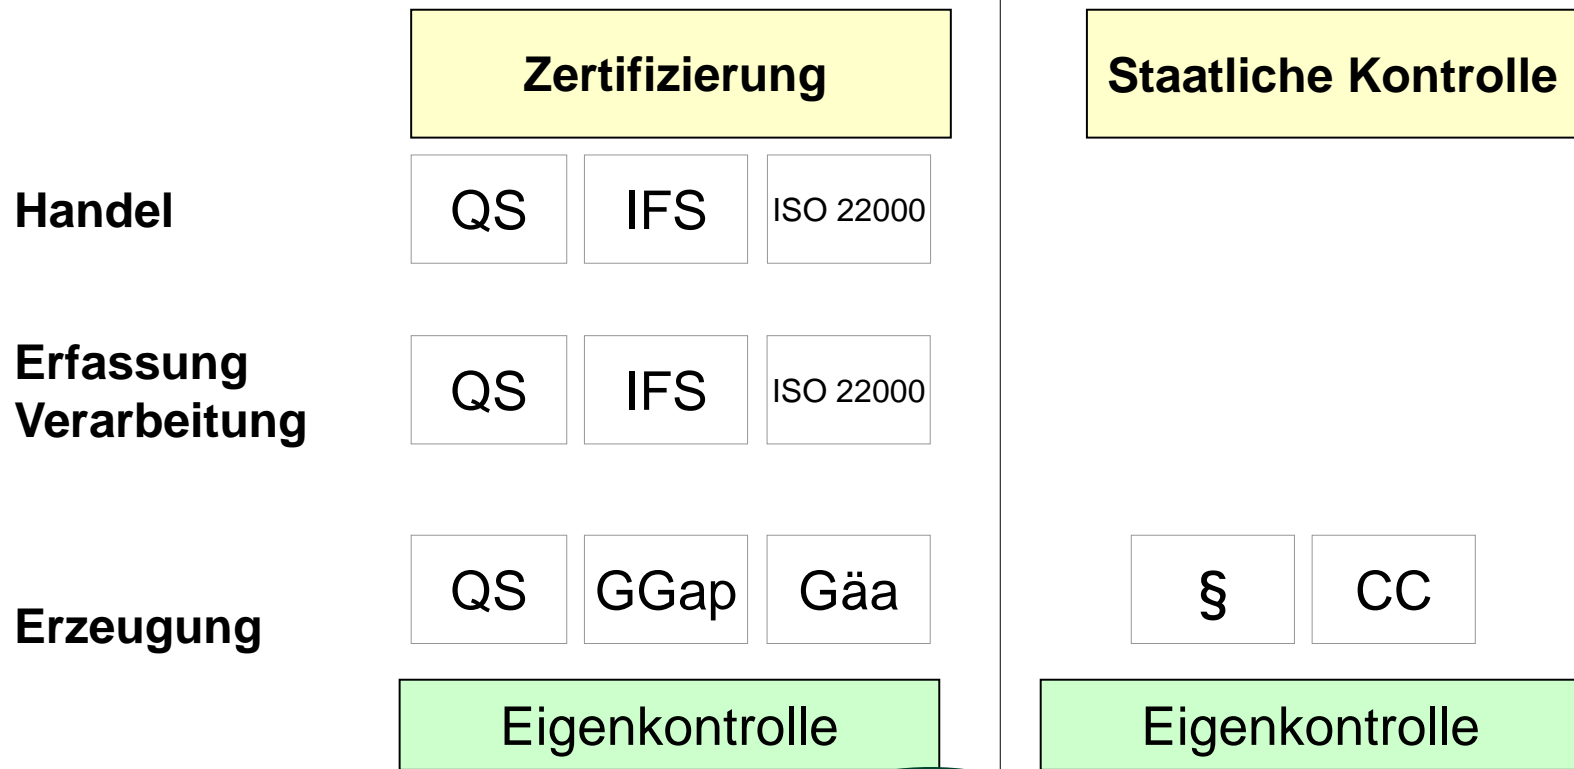 Zertifizierung
Staatliche Kontrolle
Handel
QS
IFS
ISO 22000
Erfassung
Verarbeitung
QS
IFS
ISO 22000
Erzeugung
QS
GGap
Gäa
§
CC
Eigenkontrolle
Eigenkontrolle